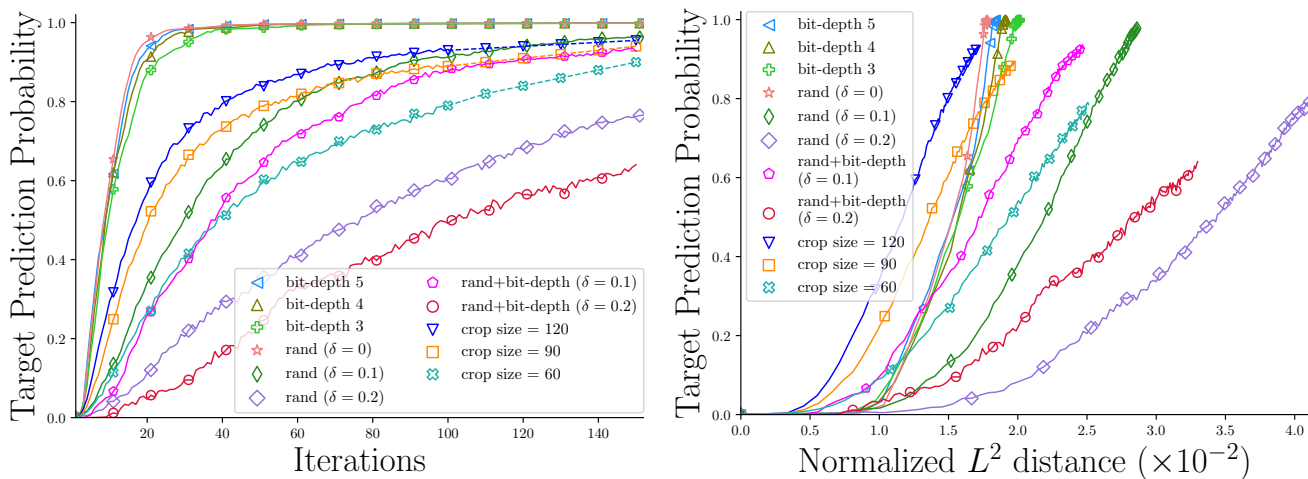 Target Prediction Probability
1.0
0.8
0.6
0.4
0.2
0.0
20
40
60
80
100
120
140
Iterations
bit-depth 5
bit-depth 4
bit-depth 3
rand (δ = 0)
rand (δ = 0.1)
rand (δ = 0.2)
rand+bit-depth (δ = 0.1)
rand+bit-depth (δ = 0.2)
crop size = 120
crop size = 90
crop size = 60
Target Prediction Probability
1.0
0.8
0.6
0.4
0.2
0.0
0.0
0.5
1.0
1.5
2.0
2.5
3.0
3.5
4.0
Normalized L² distance (×10⁻²)
bit-depth 5
bit-depth 4
bit-depth 3
rand (δ = 0)
rand (δ = 0.1)
rand (δ = 0.2)
rand+bit-depth
(δ = 0.1)
rand+bit-depth
(δ = 0.2)
crop size = 120
crop size = 90
crop size = 60